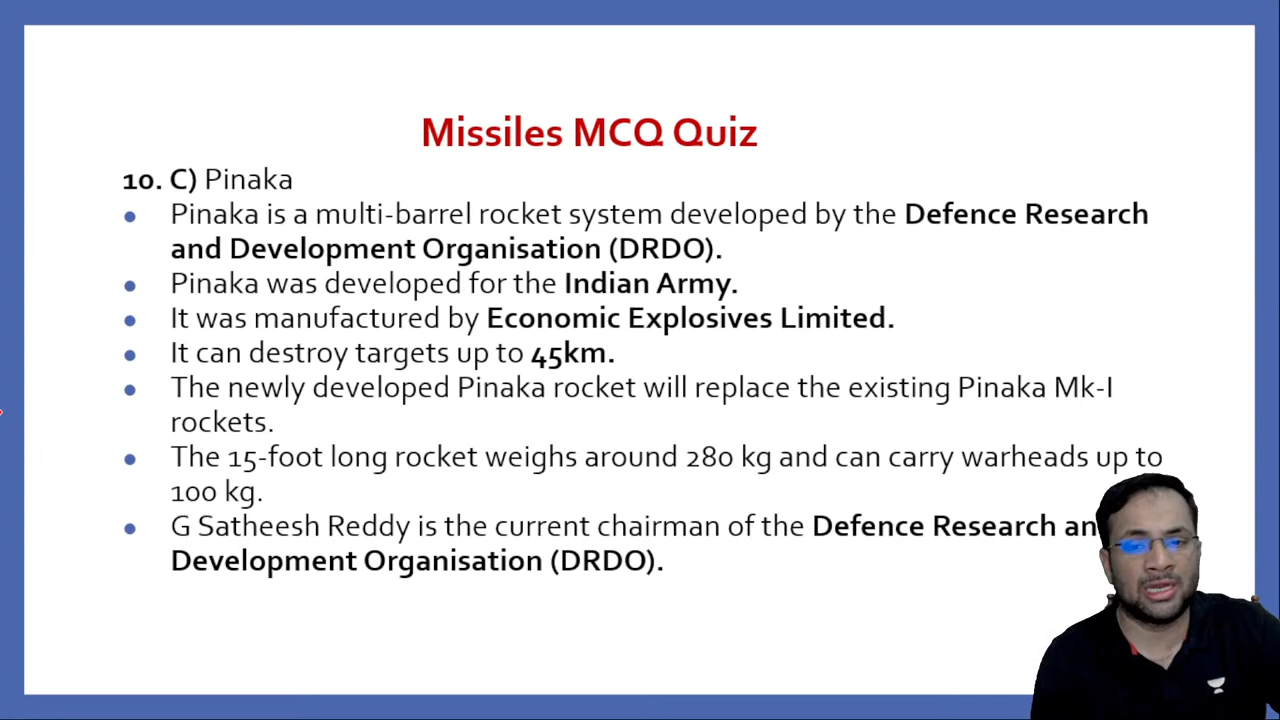 Missiles MCQ Quiz
10. C) Pinaka
• Pinaka is a multi-barrel rocket system developed by the Defence Research
and Development Organisation (DRDO).
• Pinaka was developed for the Indian Army.
• It was manufactured by Economic Explosives Limited.
• It can destroy targets up to 45km.
• The newly developed Pinaka rocket will replace the existing Pinaka Mk-I
rockets.
• The 15-foot long rocket weighs around 280 kg and can carry warheads up to
100 kg.
• G Satheesh Reddy is the current chairman of the Defence Research an
Development Organisation (DRDO).